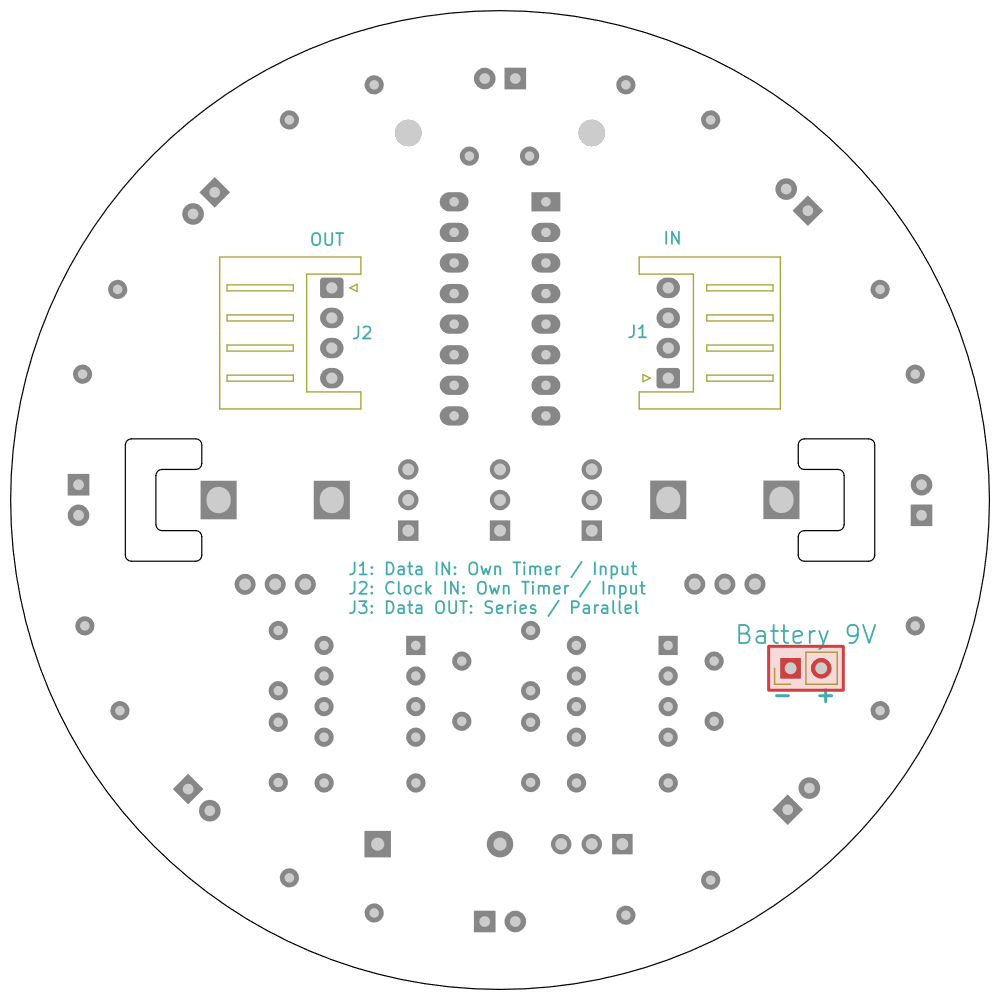 OUT
IN
J2
J1
J1: Data IN: Own Timer / Input
J2: Clock IN: Own Timer / Input
J3: Data OUT: Series / Parallel
Battery 9V
- +